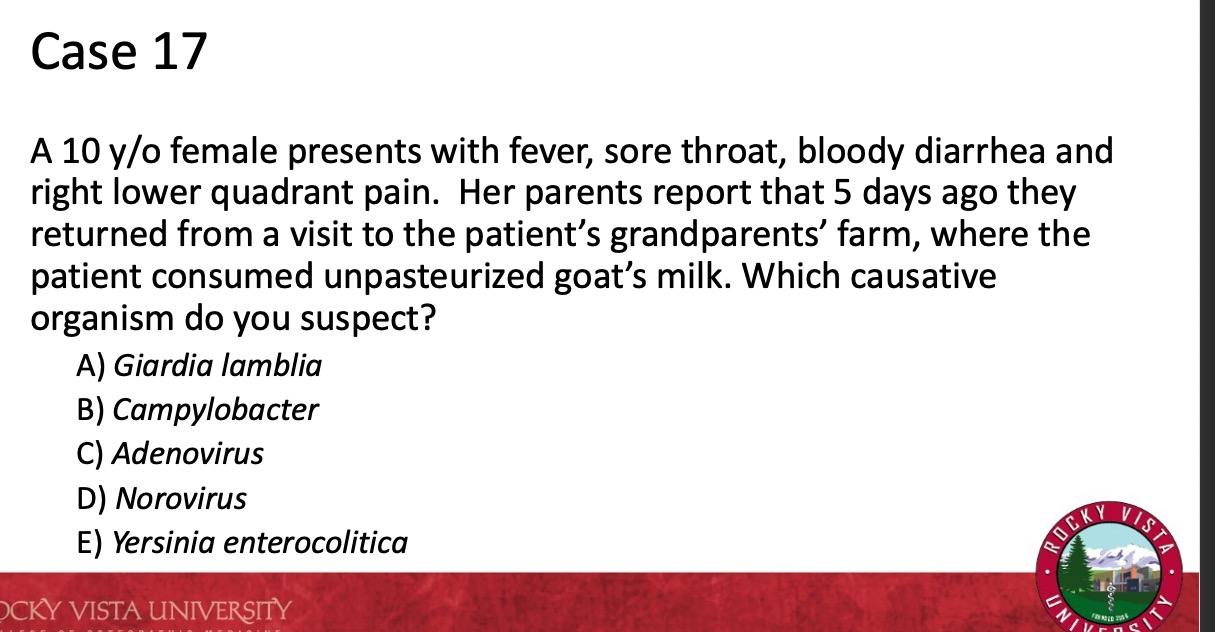 Case 17
A 10 y/o female presents with fever, sore throat, bloody diarrhea and
right lower quadrant pain.  Her parents report that 5 days ago they
returned from a visit to the patient’s grandparents’ farm, where the
patient consumed unpasteurized goat’s milk. Which causative
organism do you suspect?
A) Giardia lamblia
B) Campylobacter
C) Adenovirus
D) Norovirus
E) Yersinia enterocolitica
ROCKY VISTA
UNIVERSITY
VISTA UNIVERSITY